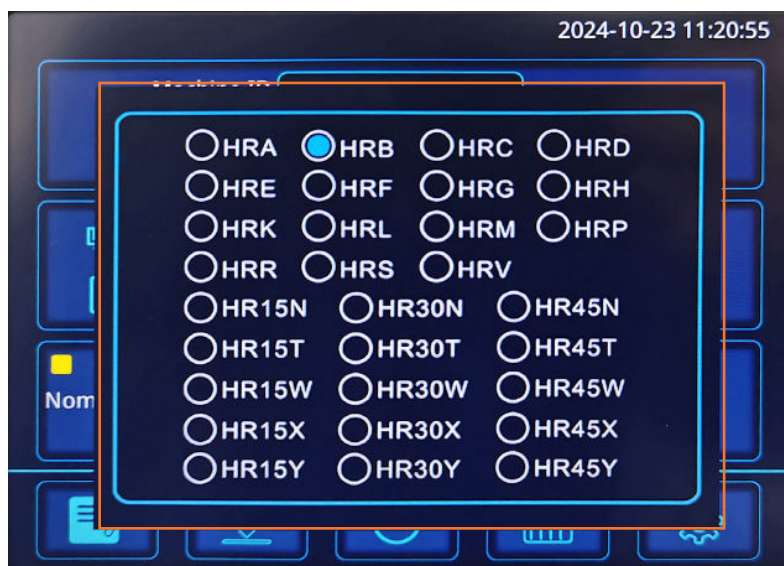 2024-10-23 11:20:55
HRA HRB HRC HRD
HRE HRF HRG HRH
HRK HRL HRM HRP
HRR HRS HRV
HR15N HR30N HR45N
HR15T HR30T HR45T
HR15W HR30W HR45W
Nom
HR15X HR30X HR45X
HR15Y HR30Y HR45Y